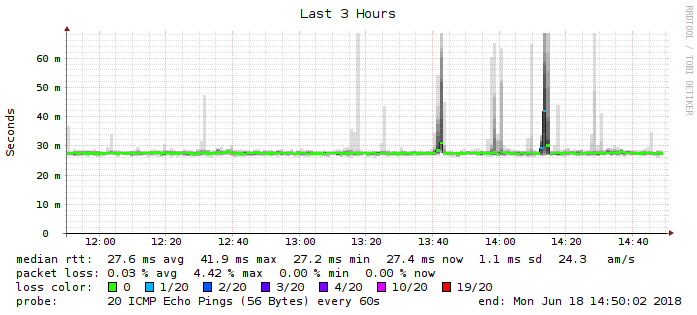 Last 3 Hours
RRDTOOL / TOBI OETIKER
Seconds
60 m
50 m
40 m
30 m
20 m
10 m
0
12:00 12:20 12:40 13:00 13:20 13:40 14:00 14:20 14:40
median rtt: 27.6 ms avg 41.9 ms max 27.2 ms min 27.4 ms now 1.1 ms sd 24.3 am/s
packet loss: 0.03 % avg 4.42 % max 0.00 % min 0.00 % now
loss color: 0 1/20 2/20 3/20 4/20 10/20 19/20
probe: 20 ICMP Echo Pings (56 Bytes) every 60s end: Mon Jun 18 14:50:02 2018